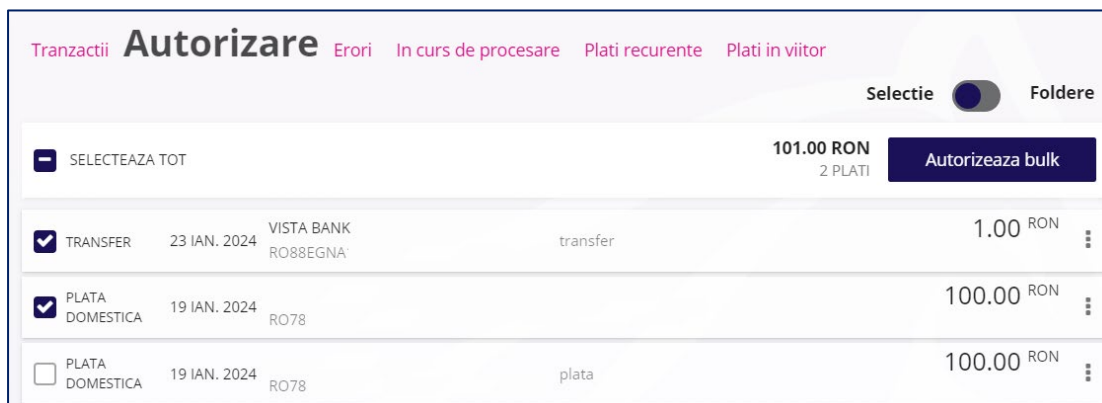 Tranzactii Autorizare Erori In curs de procesare Plati recurente Plati in viitor
Selectie Foldere
SELECTEAZA TOT 101.00 RON Autorizeaza bulk
2 PLATI
TRANSFER 23 IAN. 2024 VISTA BANK transfer 1.00 RON
RO88EGNA
PLATA DOMESTICA 19 IAN. 2024 RO78 100.00 RON
PLATA DOMESTICA 19 IAN. 2024 RO78 plata 100.00 RON